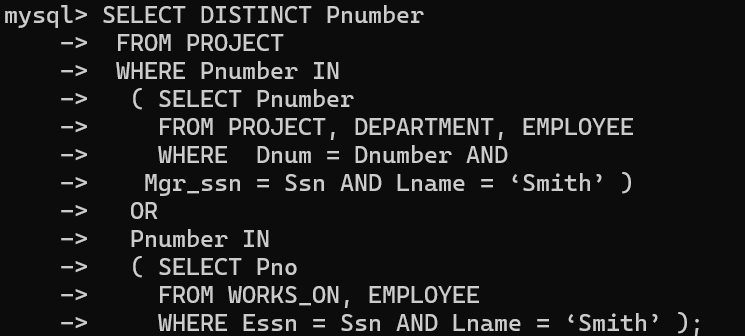 mysql> SELECT DISTINCT Pnumber
    ->  FROM PROJECT
    ->  WHERE Pnumber IN
    ->   ( SELECT Pnumber
    ->     FROM PROJECT, DEPARTMENT, EMPLOYEE
    ->     WHERE  Dnum = Dnumber AND
    ->    Mgr_ssn = Ssn AND Lname = ‘Smith’ )
    ->   OR
    ->   Pnumber IN
    ->   ( SELECT Pno
    ->     FROM WORKS_ON, EMPLOYEE
    ->     WHERE Essn = Ssn AND Lname = ‘Smith’ );